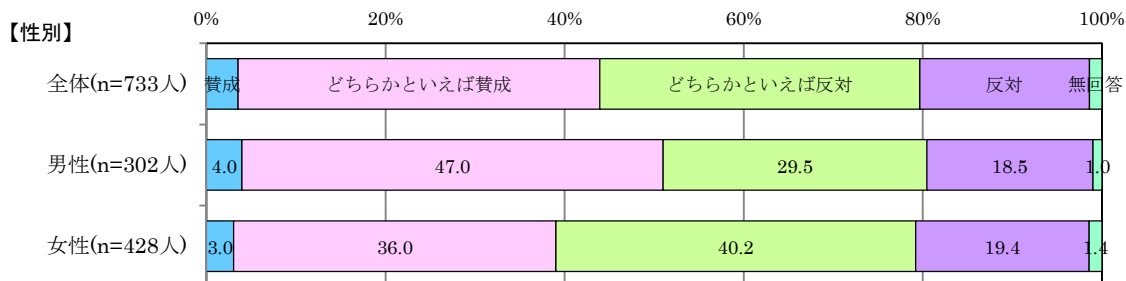 0% 20% 40% 60% 80% 100%
【性別】
全体(n=733人) 賛成 どちらかといえば賛成 どちらかといえば反対 反対 無回答
男性(n=302人) 4.0 47.0 29.5 18.5 1.0
女性(n=428人) 3.0 36.0 40.2 19.4 1.4